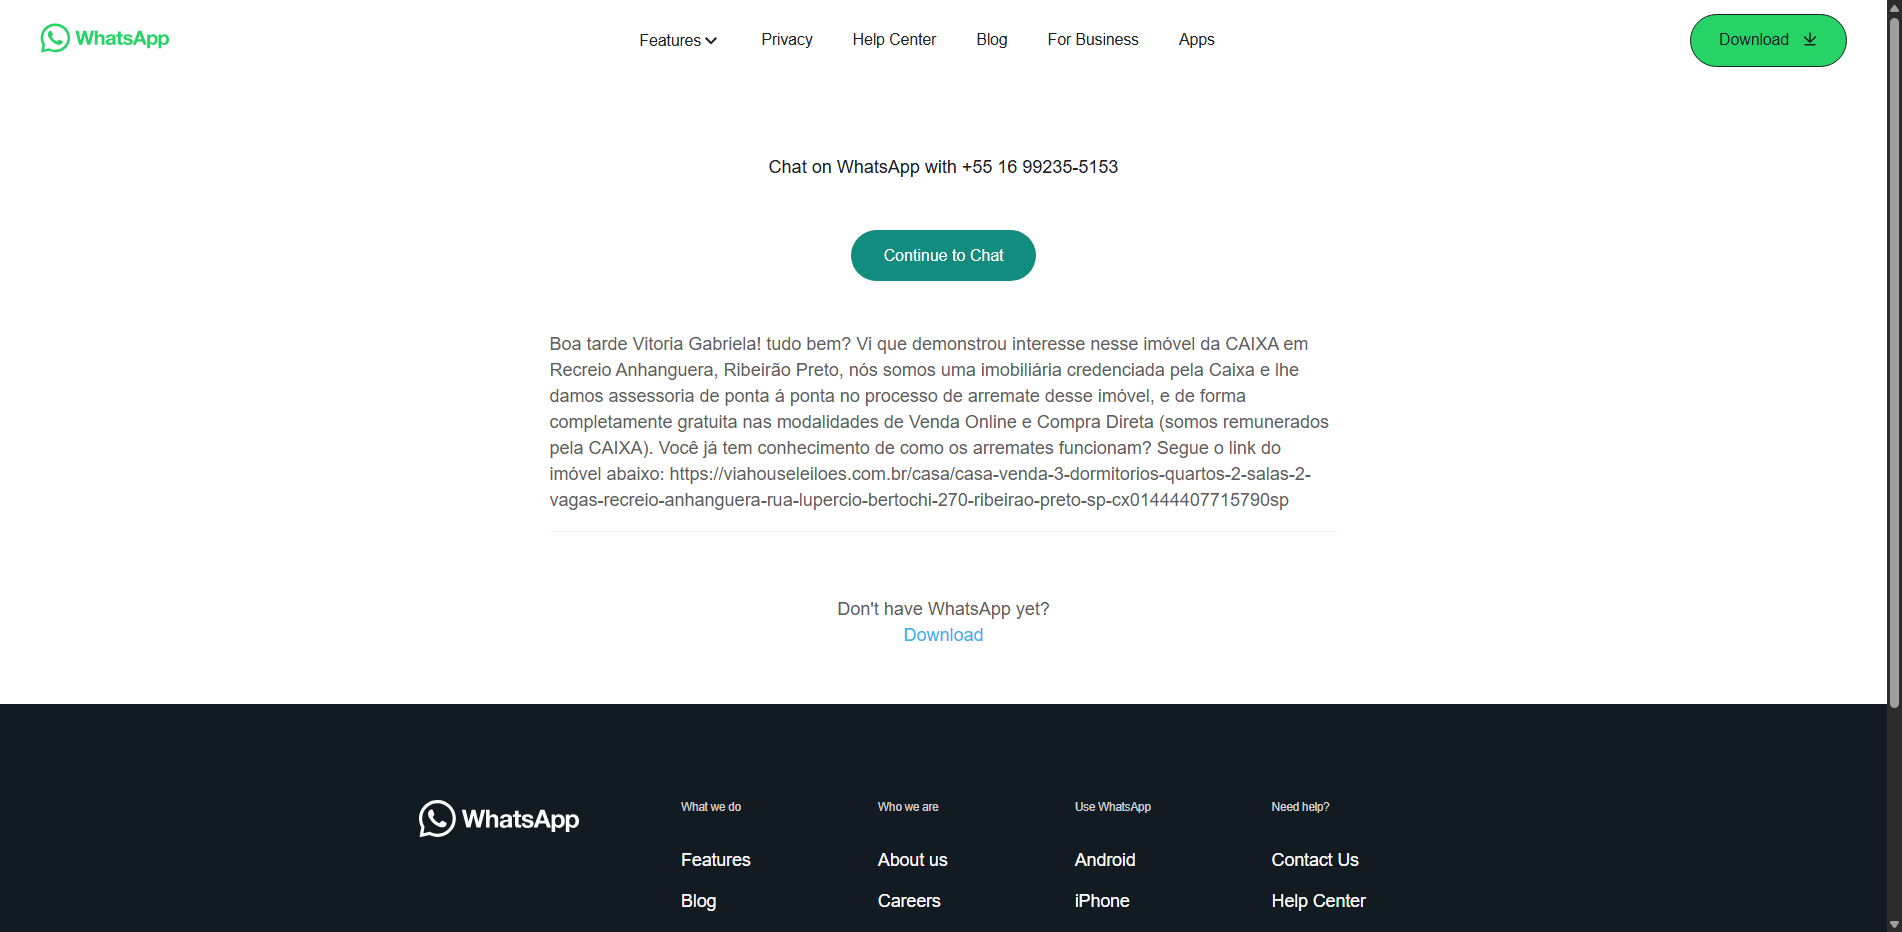 WhatsApp
Features
Privacy
Help Center
Blog
For Business
Apps
Download
Chat on WhatsApp with +55 16 99235-5153
Continue to Chat
Boa tarde Vitoria Gabriela! tudo bem? Vi que demonstrou interesse nesse imóvel da CAIXA em
Recreio Anhanguera, Ribeirão Preto, nós somos uma imobiliária credenciada pela Caixa e lhe
damos assessoria de ponta á ponta no processo de arremate desse imóvel, e de forma
completamente gratuita nas modalidades de Venda Online e Compra Direta (somos remunerados
pela CAIXA). Você já tem conhecimento de como os arremates funcionam? Segue o link do
imóvel abaixo: https://viahouseleiloes.com.br/casa/casa-venda-3-dormitorios-quartos-2-salas-2-
vagas-recreio-anhanguera-rua-lupercio-bertochi-270-ribeirao-preto-sp-cx01444407715790sp
Don't have WhatsApp yet?
Download
WhatsApp
What we do
Features
Blog
Who we are
About us
Careers
Use WhatsApp
Android
iPhone
Need help?
Contact Us
Help Center